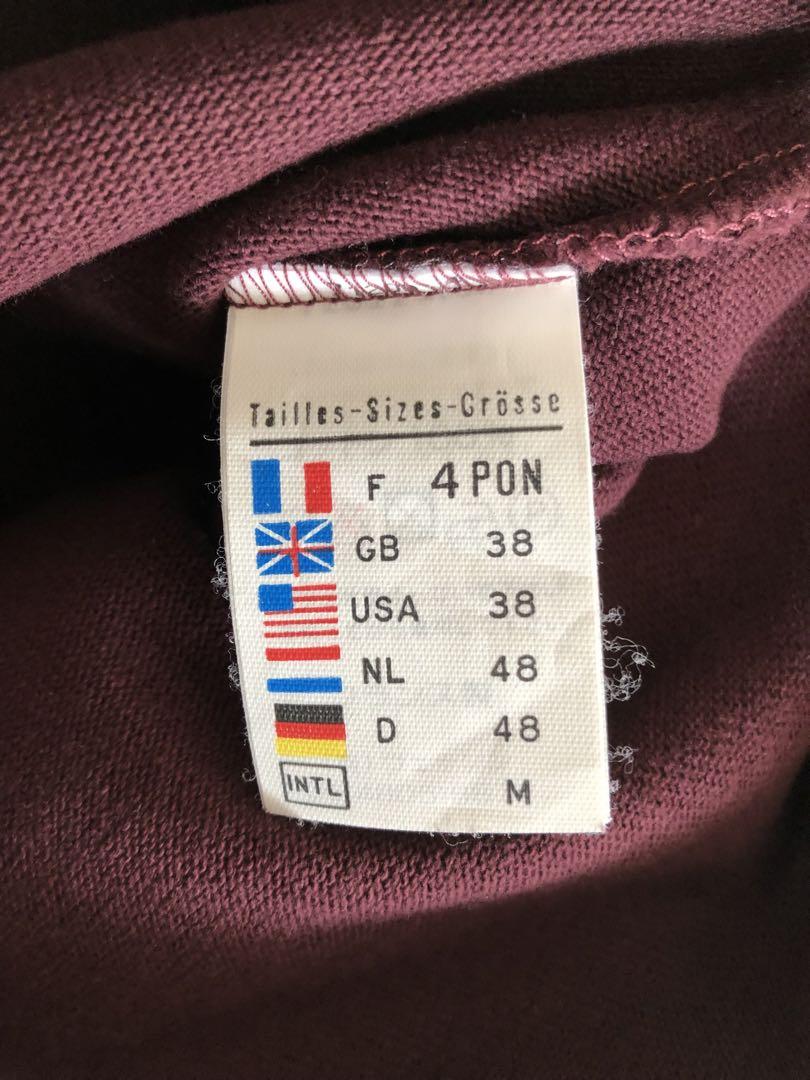 Tailles-Sizes-Grösse
F 4 PON
GB 38
USA 38
NL 48
D 48
INTL M